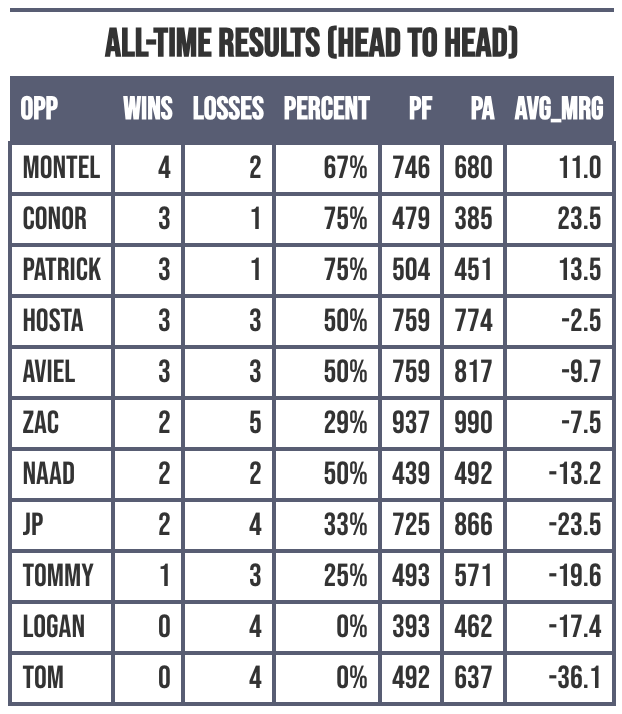 ALL-TIME RESULTS (HEAD TO HEAD)
OPP WINS LOSSES PERCENT PF PA AVG_MRG
MONTEL 4 2 67% 746 680 11.0
CONOR 3 1 75% 479 385 23.5
PATRICK 3 1 75% 504 451 13.5
HOSTA 3 3 50% 759 774 -2.5
AVIEL 3 3 50% 759 817 -9.7
ZAC 2 5 29% 937 990 -7.5
NAAD 2 2 50% 439 492 -13.2
JP 2 4 33% 725 866 -23.5
TOMMY 1 3 25% 493 571 -19.6
LOGAN 0 4 0% 393 462 -17.4
TOM 0 4 0% 492 637 -36.1